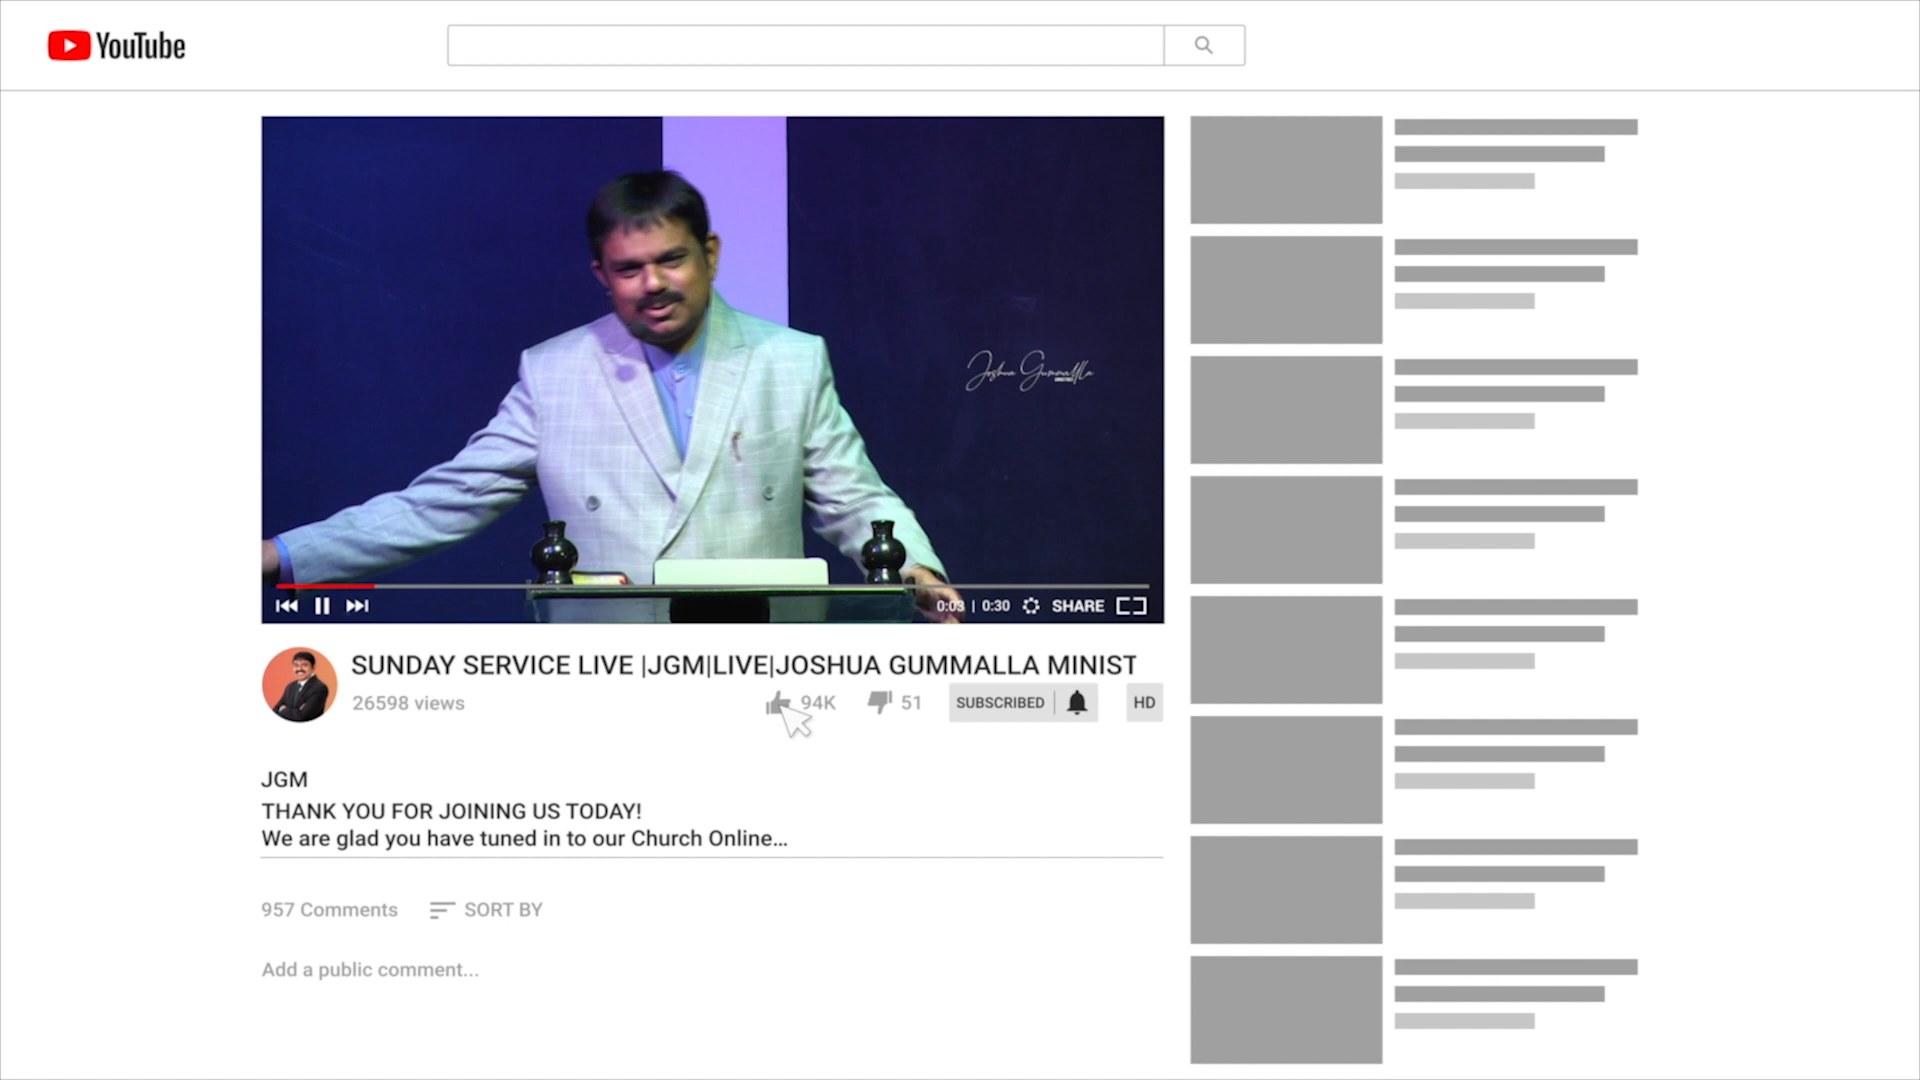 YouTube
Joshua Gummallla
0:03 | 0:30 SHARE
SUNDAY SERVICE LIVE |JGM|LIVE|JOSHUA GUMMALLA MINIST
26598 views 94K 51 SUBSCRIBED HD
JGM
THANK YOU FOR JOINING US TODAY!
We are glad you have tuned in to our Church Online...
957 Comments SORT BY
Add a public comment...